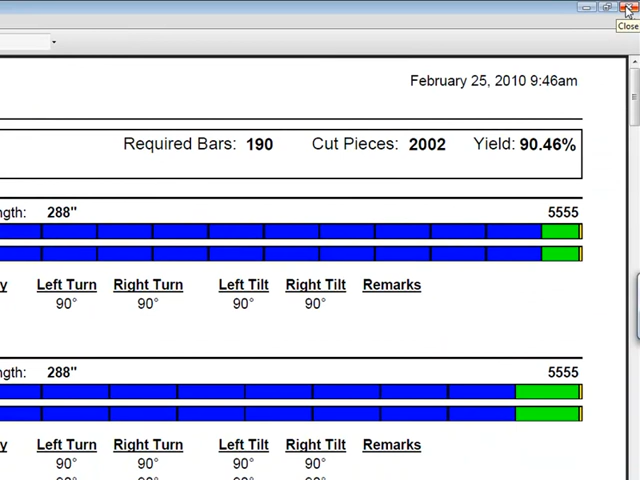 Close
February 25, 2010 9:46am
Required Bars: 190 Cut Pieces: 2002 Yield: 90.46%
ngth: 288" 5555
y Left Turn Right Turn Left Tilt Right Tilt Remarks
90° 90° 90° 90°
ngth: 288" 5555
y Left Turn Right Turn Left Tilt Right Tilt Remarks
90° 90° 90° 90°